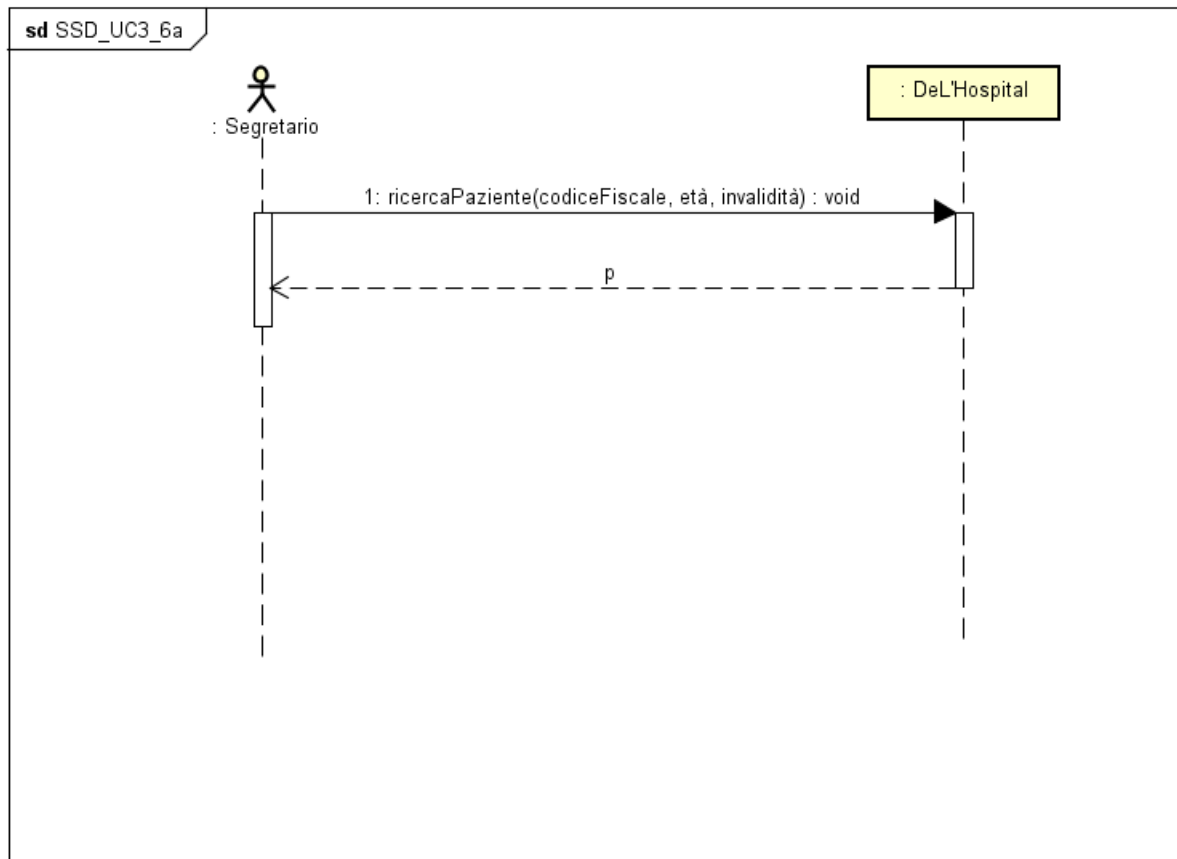 sd SSD_UC3_6a
: Segretario
: DeL'Hospital
1: ricercaPaziente(codiceFiscale, età, invalidità) : void
p